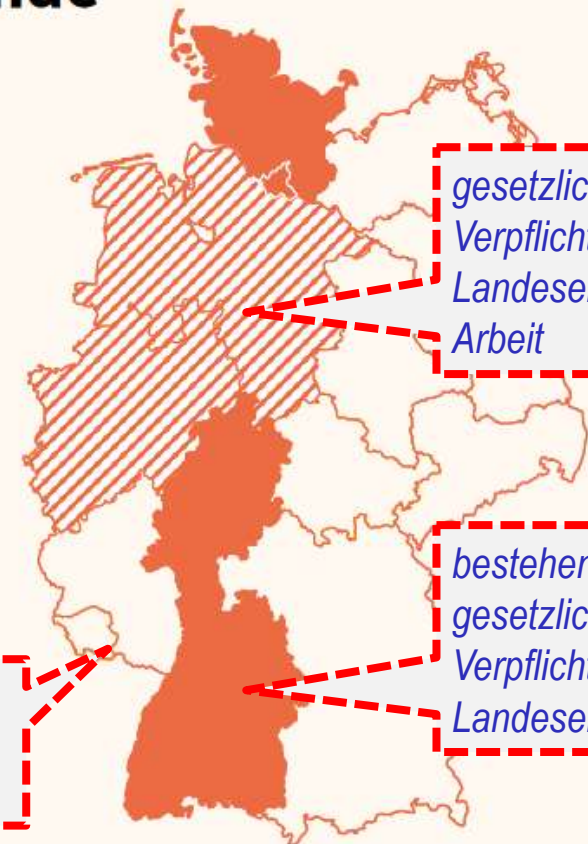 gesetzlic
Verpflicht
Landese
Arbeit
bestehen
gesetzlic
Verpflicht
Landese